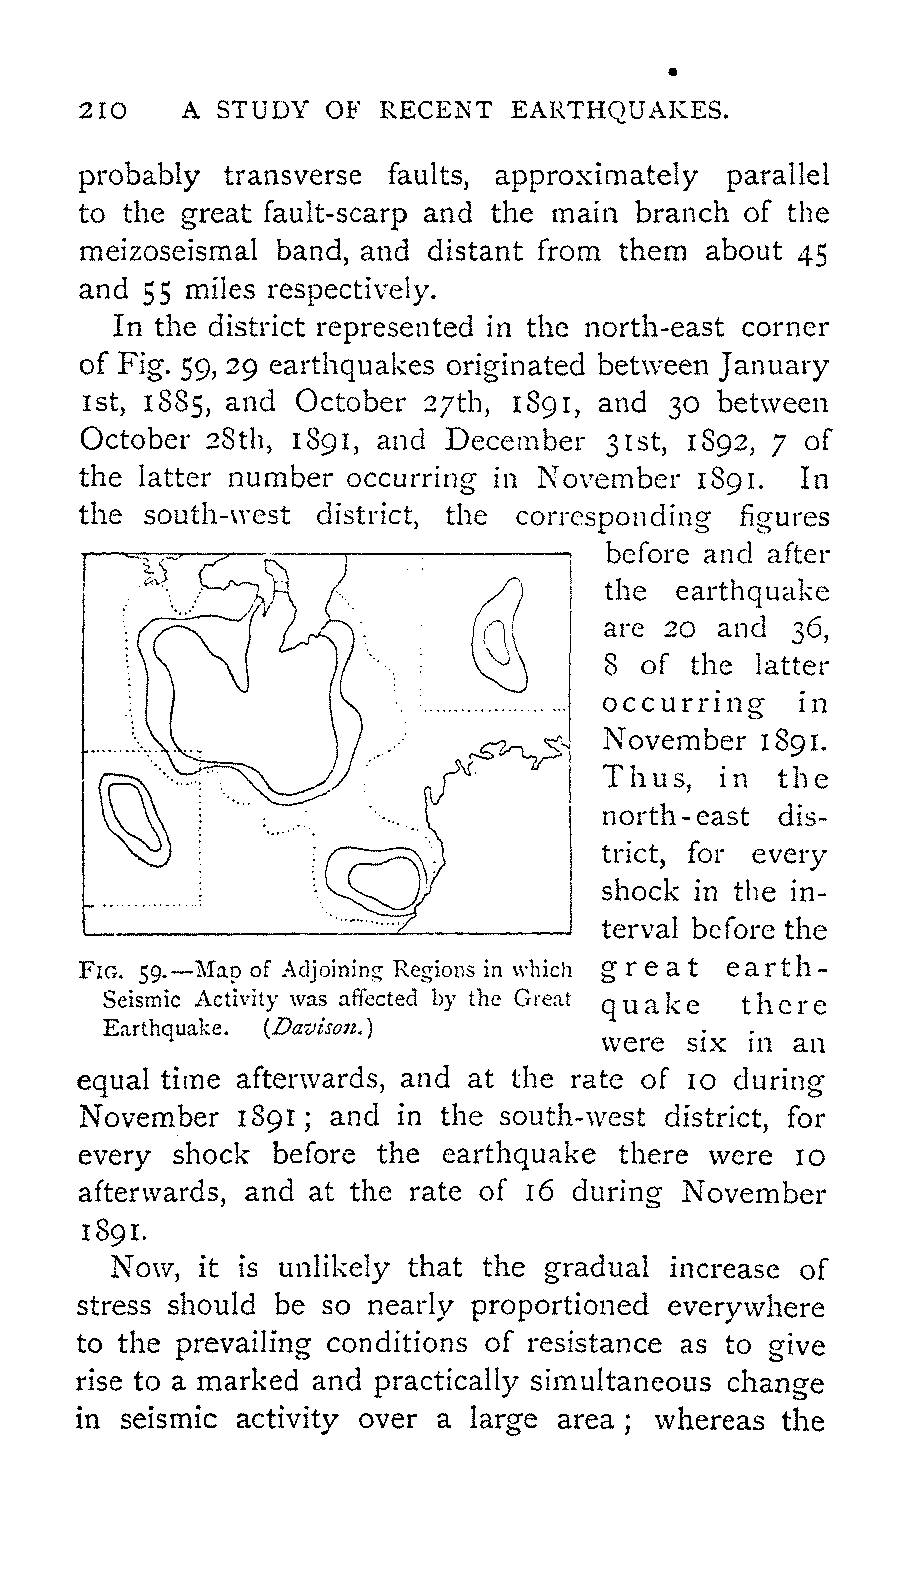 210 A STUDY OF RECENT EARTHQUAKES.
probably transverse faults, approximately parallel
to the great fault-scarp and the main branch of the
meizoseismal band, and distant from them about 45
and 55 miles respectively.
In the district represented in the north-east corner
of Fig. 59, 29 earthquakes originated between January
1st, 1885, and October 27th, 1891, and 30 between
October 28th, 1891, and December 31st, 1892, 7 of
the latter number occurring in November 1891. In
the south-west district, the corresponding figures
before and after
the earthquake
are 20 and 36,
8 of the latter
occurring in
November 1891.
Thus, in the
north-east dis-
trict, for every
shock in the in-
terval before the
great earth-
quake there
were six in an
FIG. 59.—Map of Adjoining Regions in which
Seismic Activity was affected by the Great
Earthquake. (Davison.)
equal time afterwards, and at the rate of 10 during
November 1891; and in the south-west district, for
every shock before the earthquake there were 10
afterwards, and at the rate of 16 during November
1891.
Now, it is unlikely that the gradual increase of
stress should be so nearly proportioned everywhere
to the prevailing conditions of resistance as to give
rise to a marked and practically simultaneous change
in seismic activity over a large area; whereas the